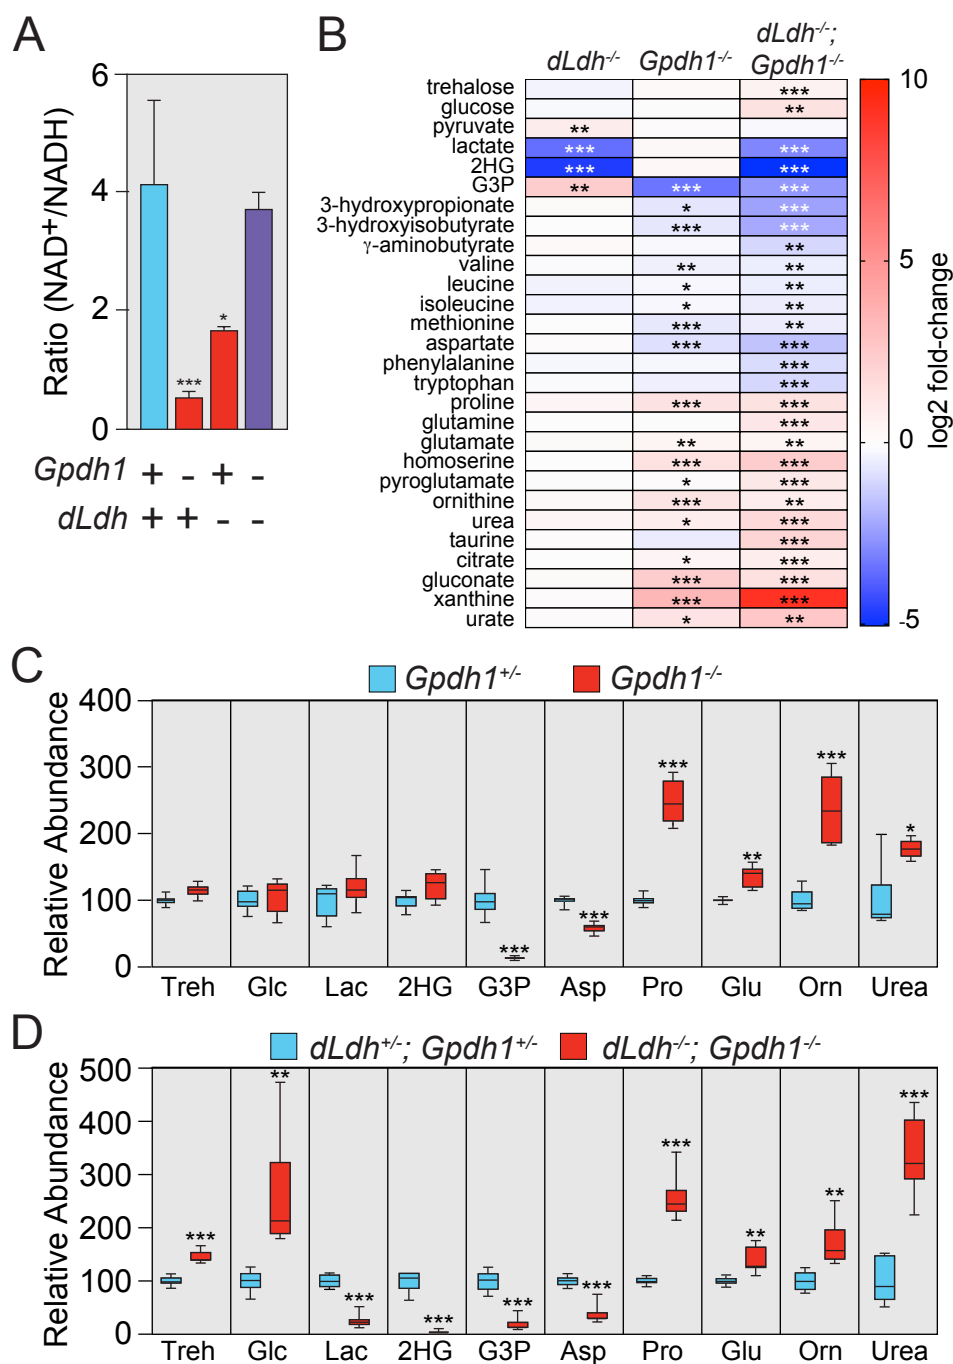 A
6
4
2
0
Ratio (NAD+/NADH)
***
*
Gpdh1 + - + -
dLdh + + - -
B
dLdh-/- Gpdh1-/- dLdh-/-; Gpdh1-/-
trehalose ***
glucose **
pyruvate **
lactate *** ***
2HG *** ***
G3P ** *** ***
3-hydroxypropionate * ***
3-hydroxyisobutyrate *** ***
γ-aminobutyrate **
valine ** **
leucine * **
isoleucine * **
methionine *** **
aspartate *** ***
phenylalanine ***
tryptophan ***
proline *** ***
glutamine ***
glutamate ** **
homoserine *** ***
pyroglutamate * ***
ornithine *** **
urea * ***
taurine ***
citrate * ***
gluconate *** ***
xanthine *** ***
urate * **
10
5
0
-5
log2 fold-change
C
Gpdh1+/- Gpdh1-/-
400
300
200
100
0
Relative Abundance
*** *** *** ** *** *
Treh Glc Lac 2HG G3P Asp Pro Glu Orn Urea
D
dLdh+/-; Gpdh1+/- dLdh-/-; Gpdh1-/-
500
400
300
200
100
0
Relative Abundance
*** ** *** *** *** *** *** ** ** ***
Treh Glc Lac 2HG G3P Asp Pro Glu Orn Urea